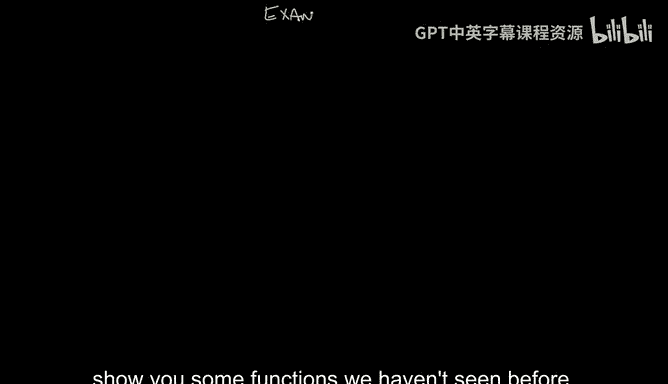 EXAM
GPT中英字幕课程资源 bilibili
show you some functions we haven't seen before